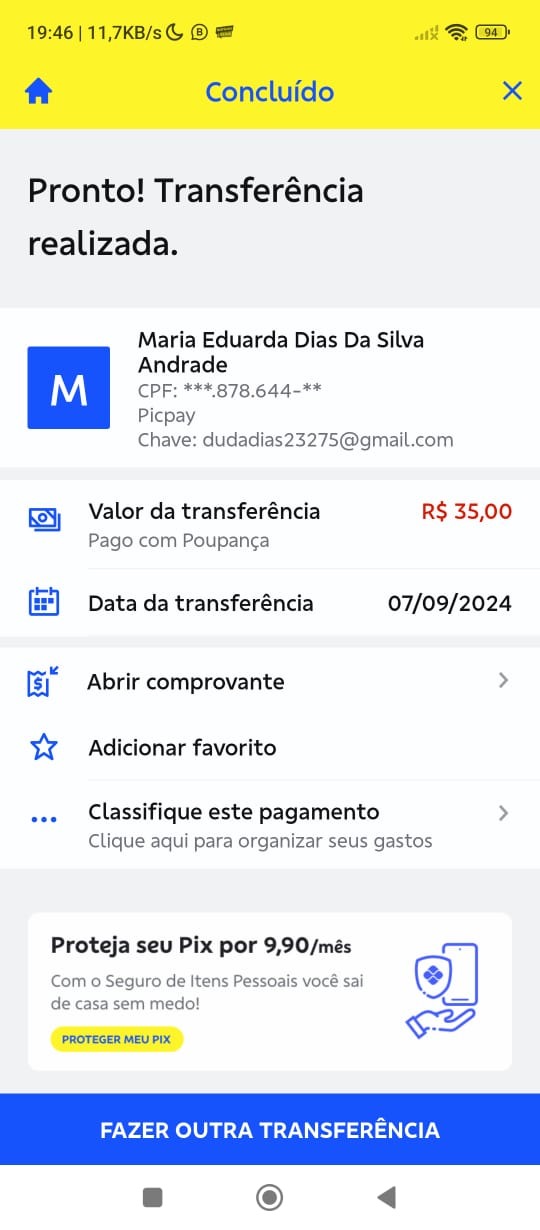 19:46 | 11,7KB/s
94
Concluído
Pronto! Transferência
realizada.
M
Maria Eduarda Dias Da Silva
Andrade
CPF: ***.878.644-**
Picpay
Chave: dudadias23275@gmail.com
Valor da transferência R$ 35,00
Pago com Poupança
Data da transferência 07/09/2024
Abrir comprovante
Adicionar favorito
Classifique este pagamento
Clique aqui para organizar seus gastos
Proteja seu Pix por 9,90/mês
Com o Seguro de Itens Pessoais você sai
de casa sem medo!
PROTEGER MEU PIX
FAZER OUTRA TRANSFERÊNCIA